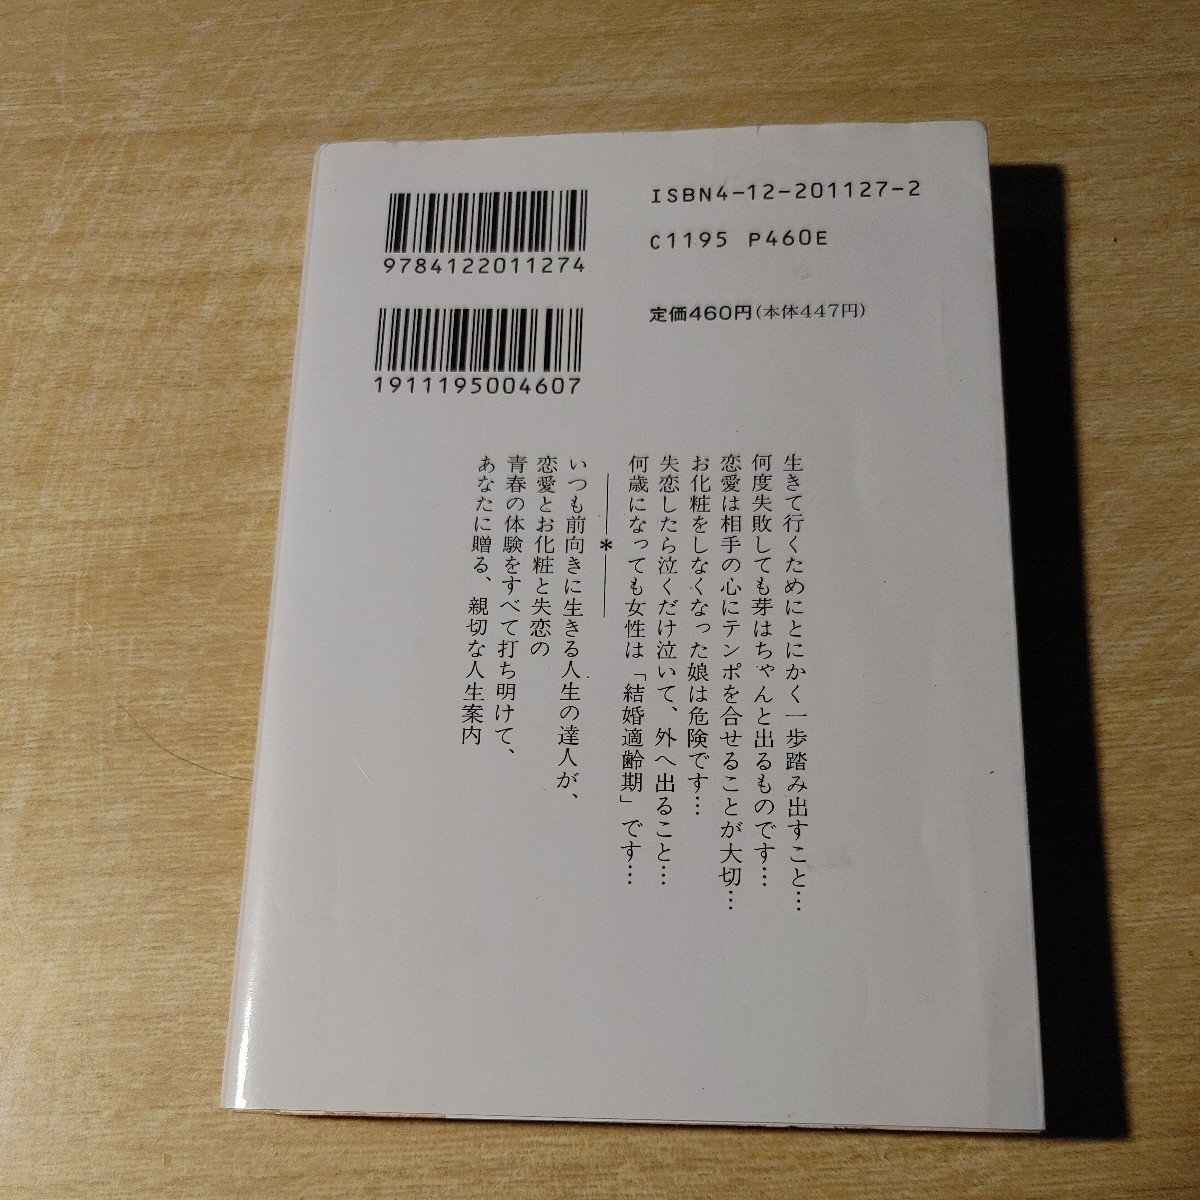 9784122011274
1911195004607
ISBN4-12-201127-2
C1195 P460E
定価460円(本体447円)
生きて行くためにとにかく一歩踏み出すこと…
何度失敗しても芽はちゃんと出るものです…
恋愛は相手の心にテンポを合せることが大切…
お化粧をしなくなった娘は危険です…
失恋したら泣くだけ泣いて、外へ出ること…
何歳になっても女性は「結婚適齢期」です…
*
いつも前向きに生きる人生の達人が、
恋愛とお化粧と失恋の
青春の体験をすべて打ち明けて、
あなたに贈る、親切な人生案内